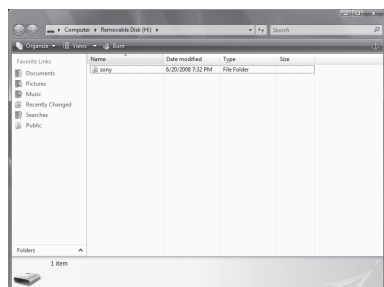 Computer ▸ Removable Disk (H:) ▸ Search
Organize Views Burn
Favorite Links
Documents
Pictures
Music
Recently Changed
Searches
Public
Folders
Name Date modified Type Size
sony 6/20/2008 7:32 PM File Folder
1 item